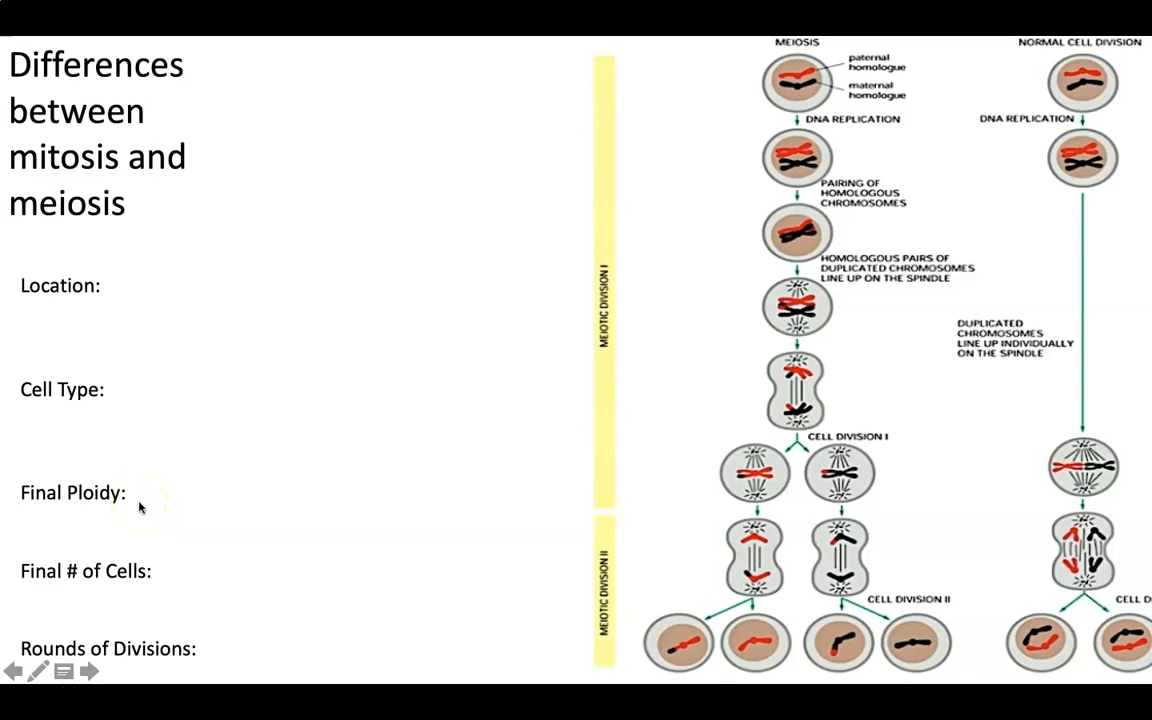 Differences
between
mitosis and
meiosis
Location:
Cell Type:
Final Ploidy:
Final # of Cells:
Rounds of Divisions:
MEIOTIC DIVISION I
MEIOTIC DIVISION II
MEIOSIS
paternal
homologue
maternal
homologue
DNA REPLICATION
PAIRING OF
HOMOLOGOUS
CHROMOSOMES
HOMOLOGOUS PAIRS OF
DUPLICATED CHROMOSOMES
LINE UP ON THE SPINDLE
CELL DIVISION I
CELL DIVISION II
NORMAL CELL DIVISION
DNA REPLICATION
DUPLICATED
CHROMOSOMES
LINE UP INDIVIDUALLY
ON THE SPINDLE
CELL D